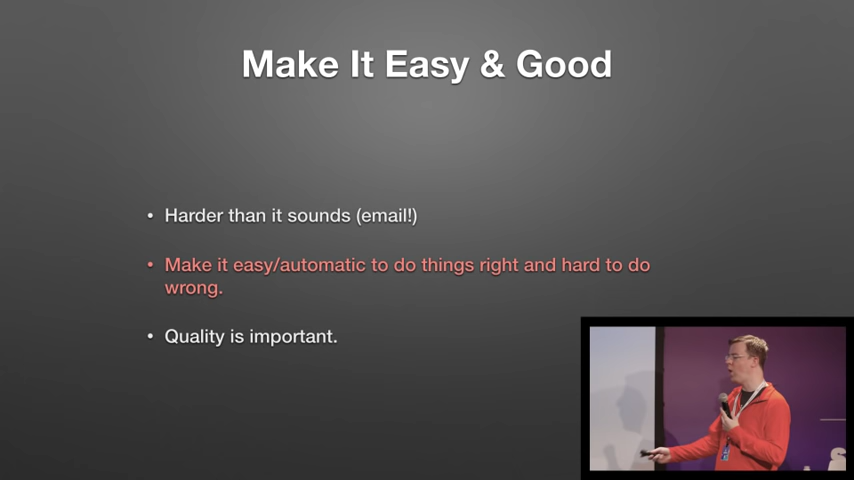 Make It Easy & Good
• Harder than it sounds (email!)
• Make it easy/automatic to do things right and hard to do
wrong.
• Quality is important.